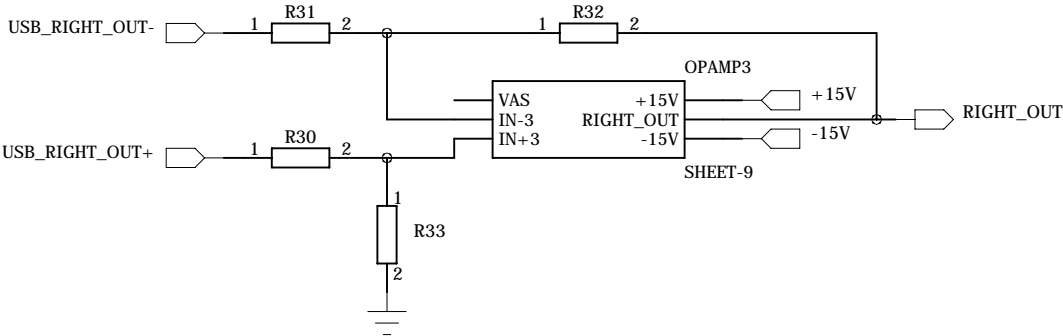 R31
R32
USB_RIGHT_OUT-
1
2
1
2
OPAMP3
VAS
+15V
+15V
IN-3
RIGHT_OUT
RIGHT_OUT
IN+3
-15V
-15V
R30
USB_RIGHT_OUT+
1
2
SHEET-9
1
R33
2